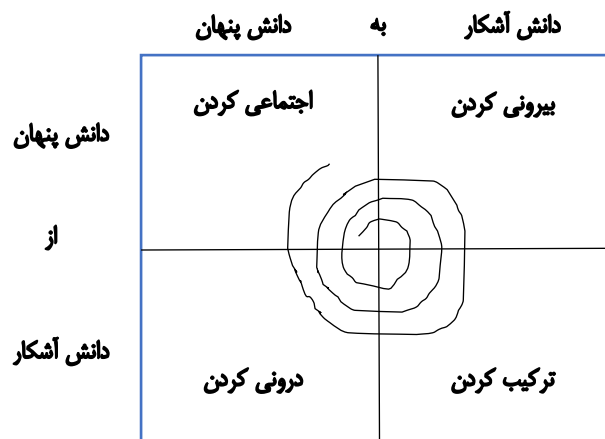 دانش آشکار به دانش پنهان
بیرونی کردن اجتماعی کردن
دانش پنهان
از
دانش آشکار
ترکیب کردن درونی کردن